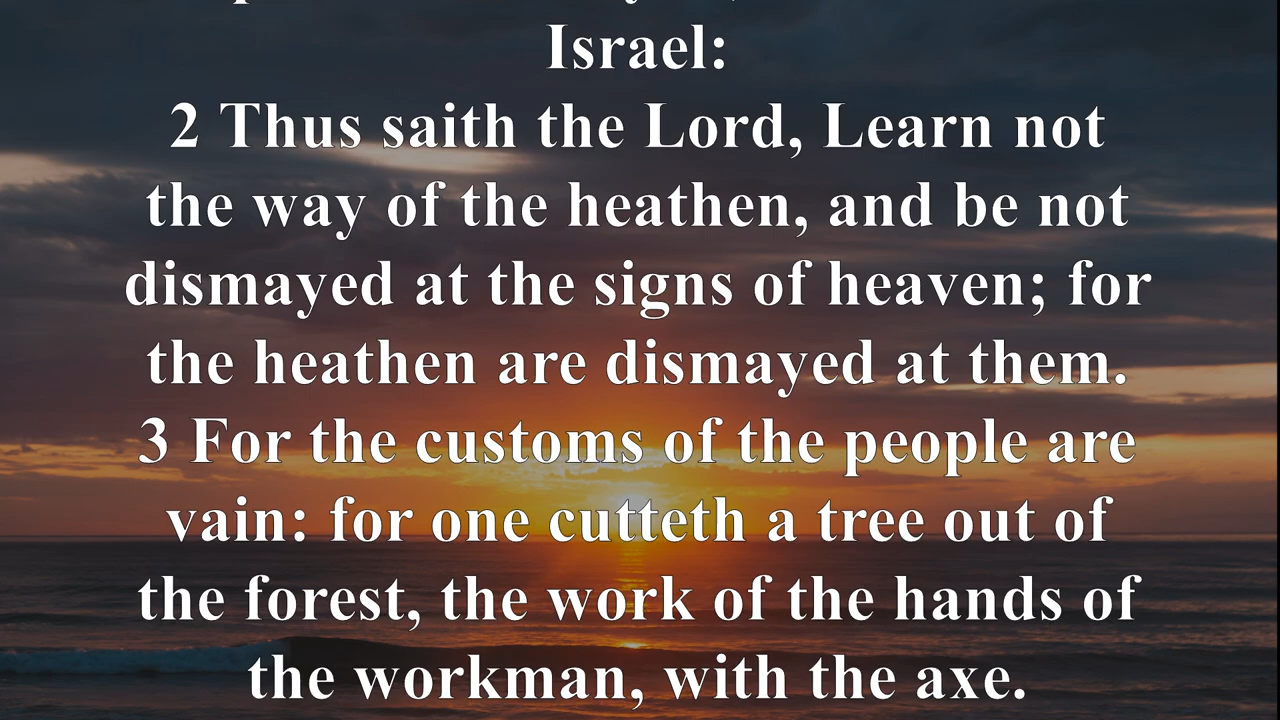 Israel:
2 Thus saith the Lord, Learn not
the way of the heathen, and be not
dismayed at the signs of heaven; for
the heathen are dismayed at them.
3 For the customs of the people are
vain: for one cutteth a tree out of
the forest, the work of the hands of
the workman, with the axe.